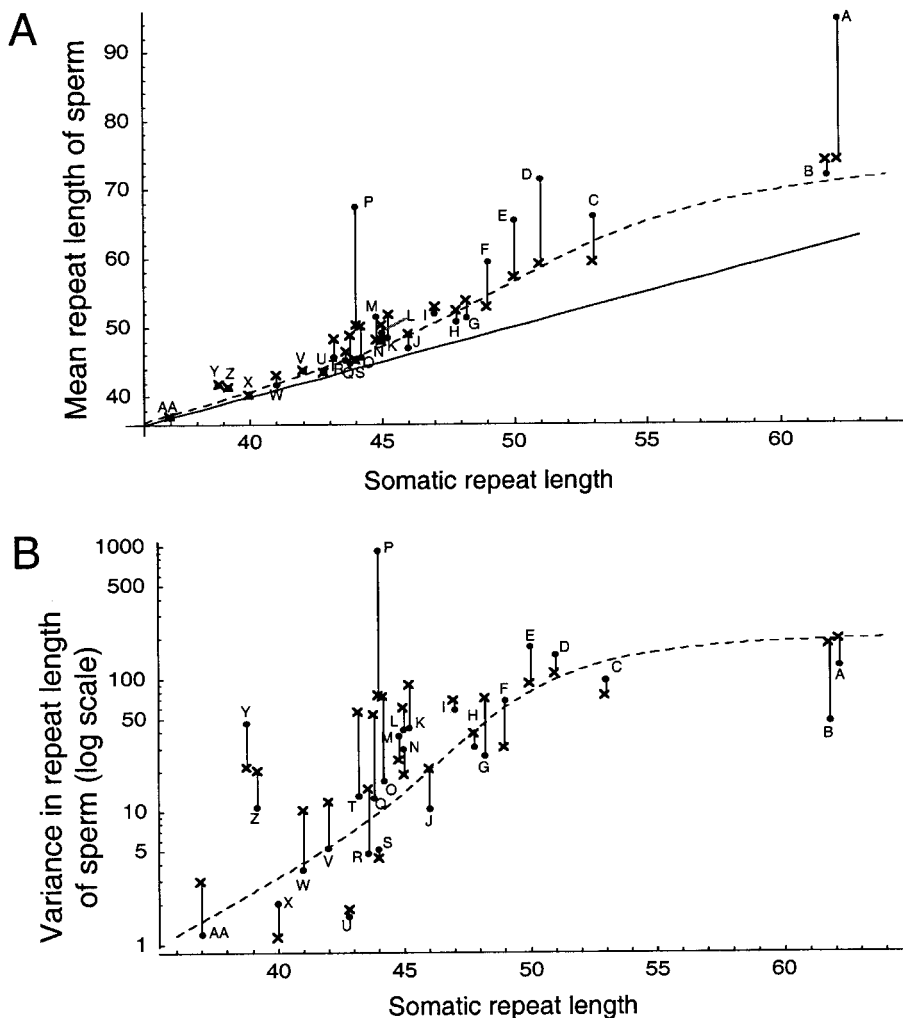 A
Mean repeat length of sperm
90
80
70
60
50
40
A
B
C
D
E
F
G
H
I
J
K
L
M
N
O
P
Q
S
R
U
V
W
X
Y
Z
AA
40
45
50
55
60
Somatic repeat length
B
Variance in repeat length
of sperm (log scale)
1000
500
100
50
10
5
1
P
Y
Z
AA
X
W
V
U
T
R
S
Q
O
M
L
N
K
J
I
H
G
F
E
D
C
A
B
40
45
50
55
60
65
Somatic repeat length